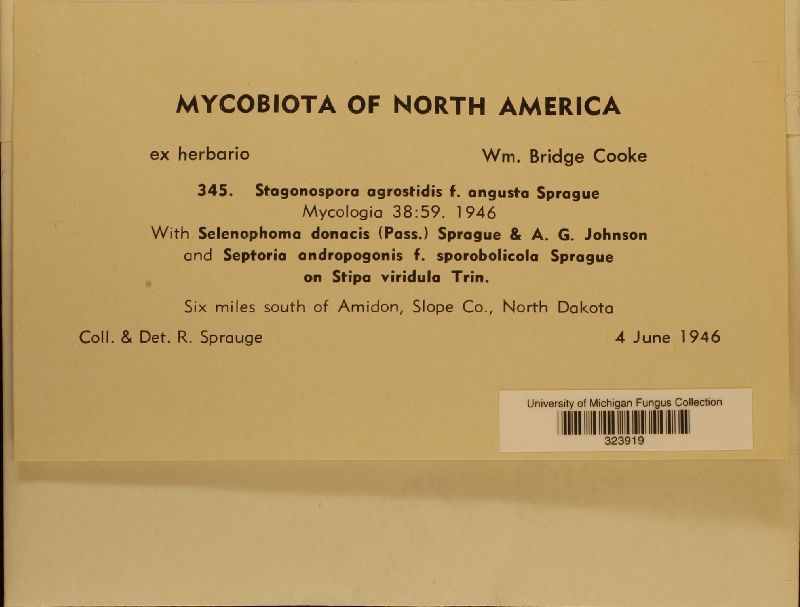 MYCOBIOTA OF NORTH AMERICA
ex herbario Wm. Bridge Cooke
345. Stagonospora agrostidis f. angusta Sprague
Mycologia 38:59. 1946
With Selenophoma donacis (Pass.) Sprague & A. G. Johnson
and Septoria andropogonis f. sporobolicola Sprague
on Stipa viridula Trin.
Six miles south of Amidon, Slope Co., North Dakota
Coll. & Det. R. Sprauge 4 June 1946
University of Michigan Fungus Collection
323919